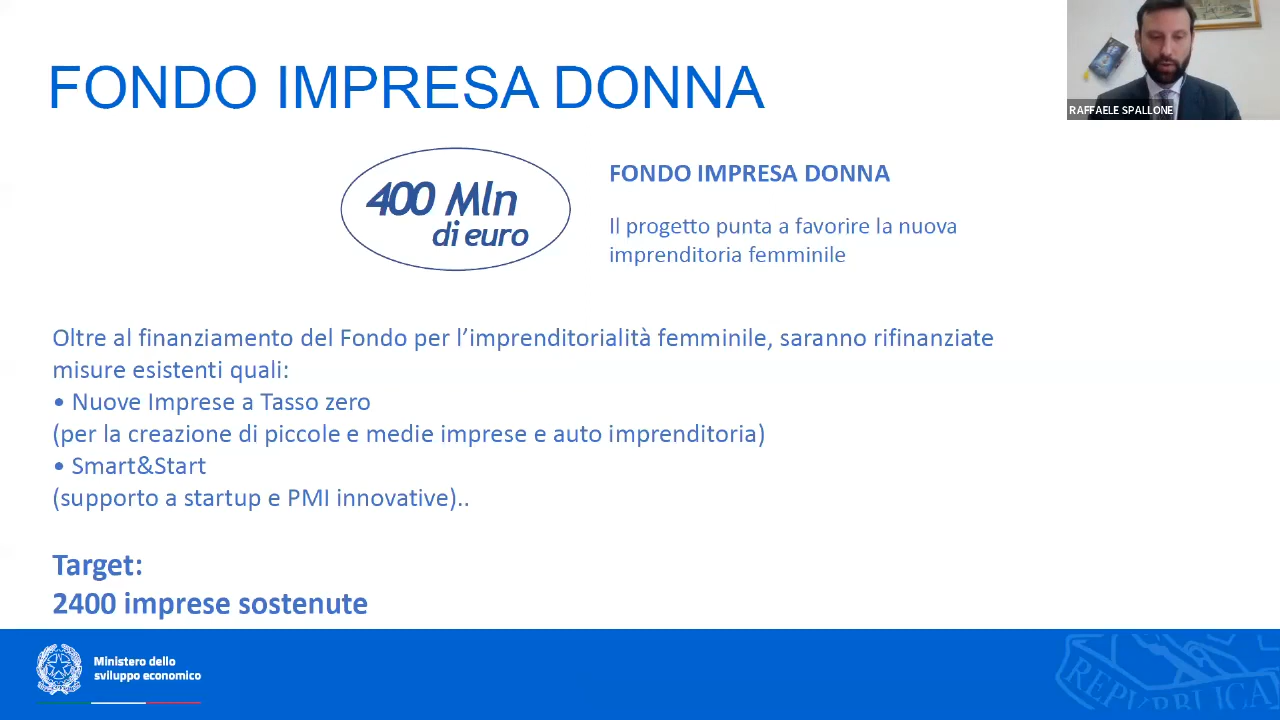 FONDO IMPRESA DONNA
RAFFAELE SPALLONE
400 Mln
di euro
FONDO IMPRESA DONNA
Il progetto punta a favorire la nuova
imprenditoria femminile
Oltre al finanziamento del Fondo per l’imprenditorialità femminile, saranno rifinanziate
misure esistenti quali:
• Nuove Imprese a Tasso zero
(per la creazione di piccole e medie imprese e auto imprenditoria)
• Smart&Start
(supporto a startup e PMI innovative)..
Target:
2400 imprese sostenute
Ministero dello
sviluppo economico
REPVBBLICA